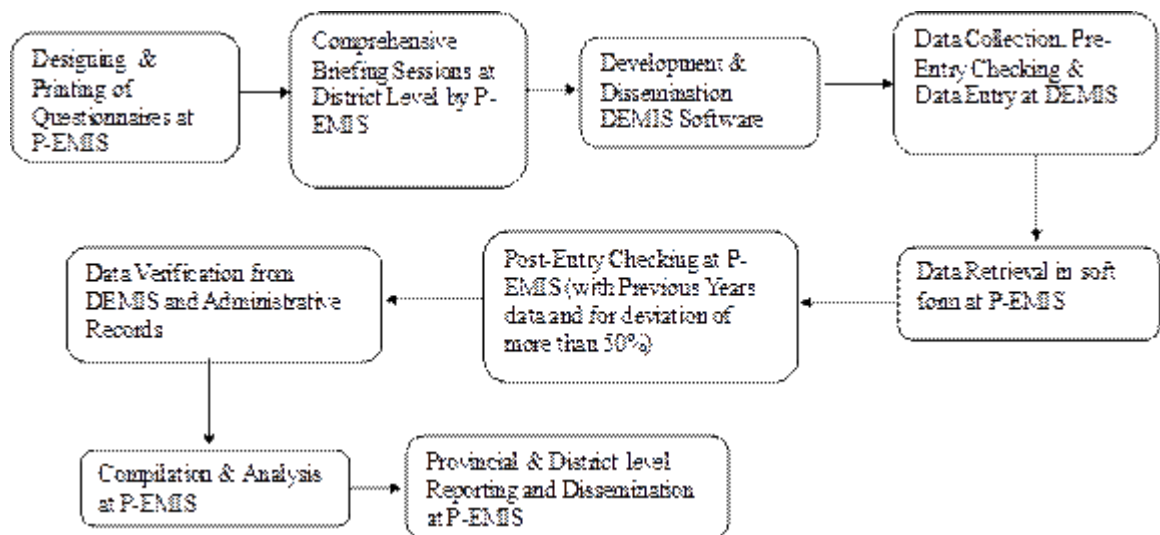 Designing &
Printing of
Questionnaires at
P-EMIS
Comprehensive
Briefing Sessions at
District Level by P-
EMIS
Development &
Dissemination
DEMIS Software
Data Collection, Pre-
Entry Checking &
Data Entry at DEMIS
Data Retrieval in soft
form at P-EMIS
Post-Entry Checking at P-
EMIS (with Previous Years
data and for deviation of
more than 50%)
Data Verification from
DEMIS and Administrative
Records
Compilation & Analysis
at P-EMIS
Provincial & District level
Reporting and Dissemination
at P-EMIS